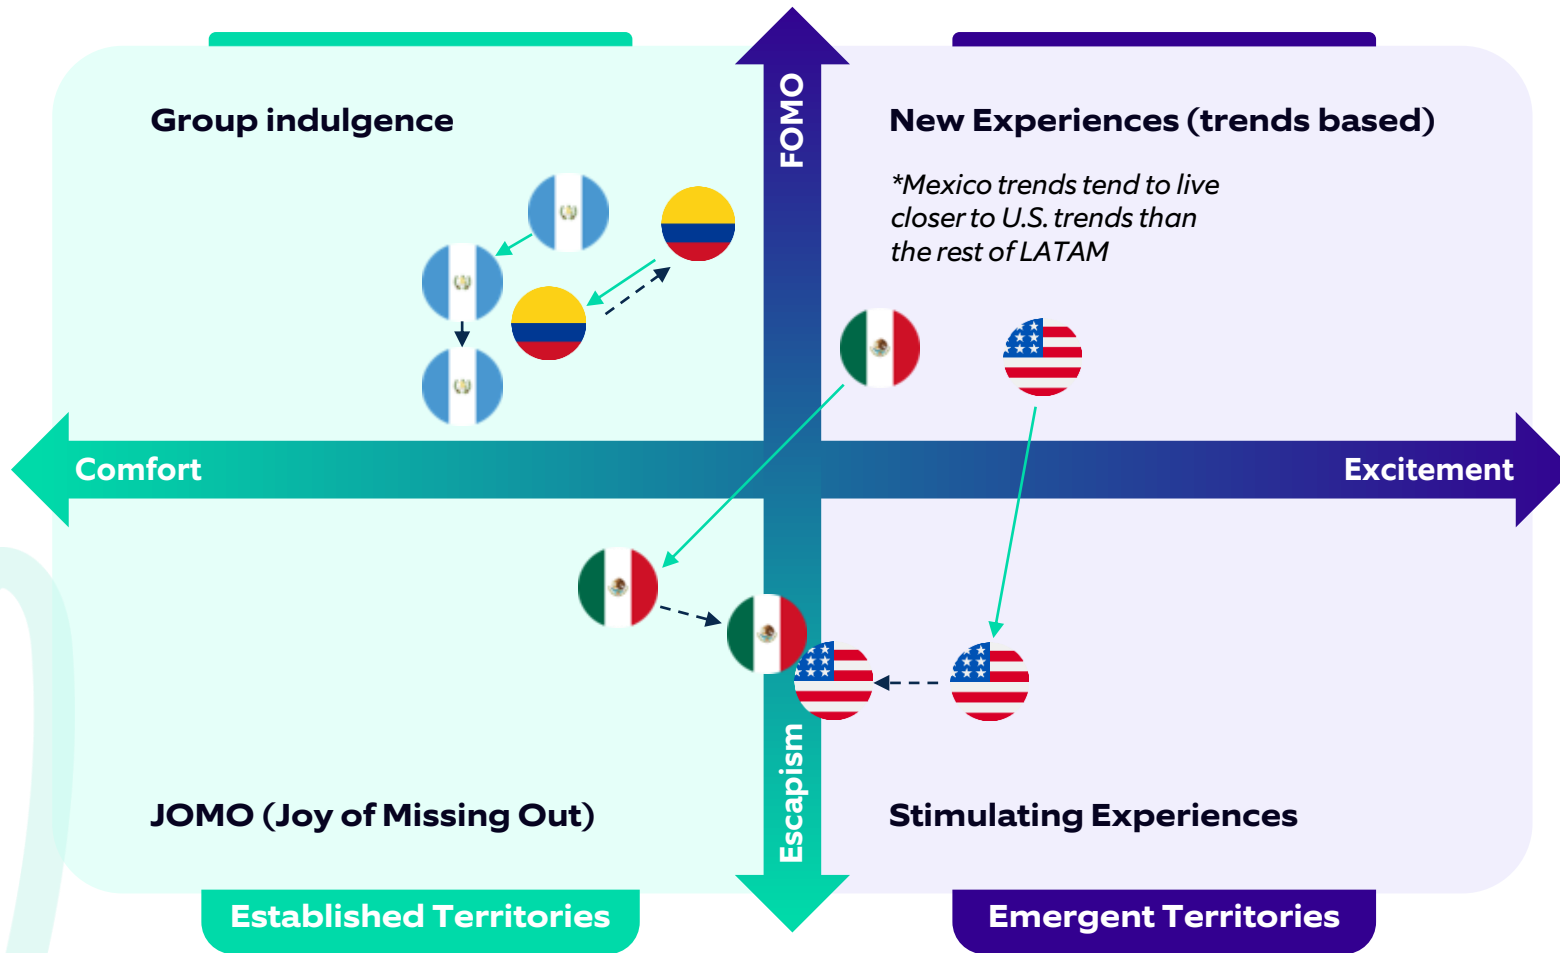 Group indulgence
New Experiences (trends based)
*Mexico trends tend to live
closer to U.S. trends than
the rest of LATAM
FOMO
Comfort
Excitement
Escapism
JOMO (Joy of Missing Out)
Stimulating Experiences
Established Territories
Emergent Territories